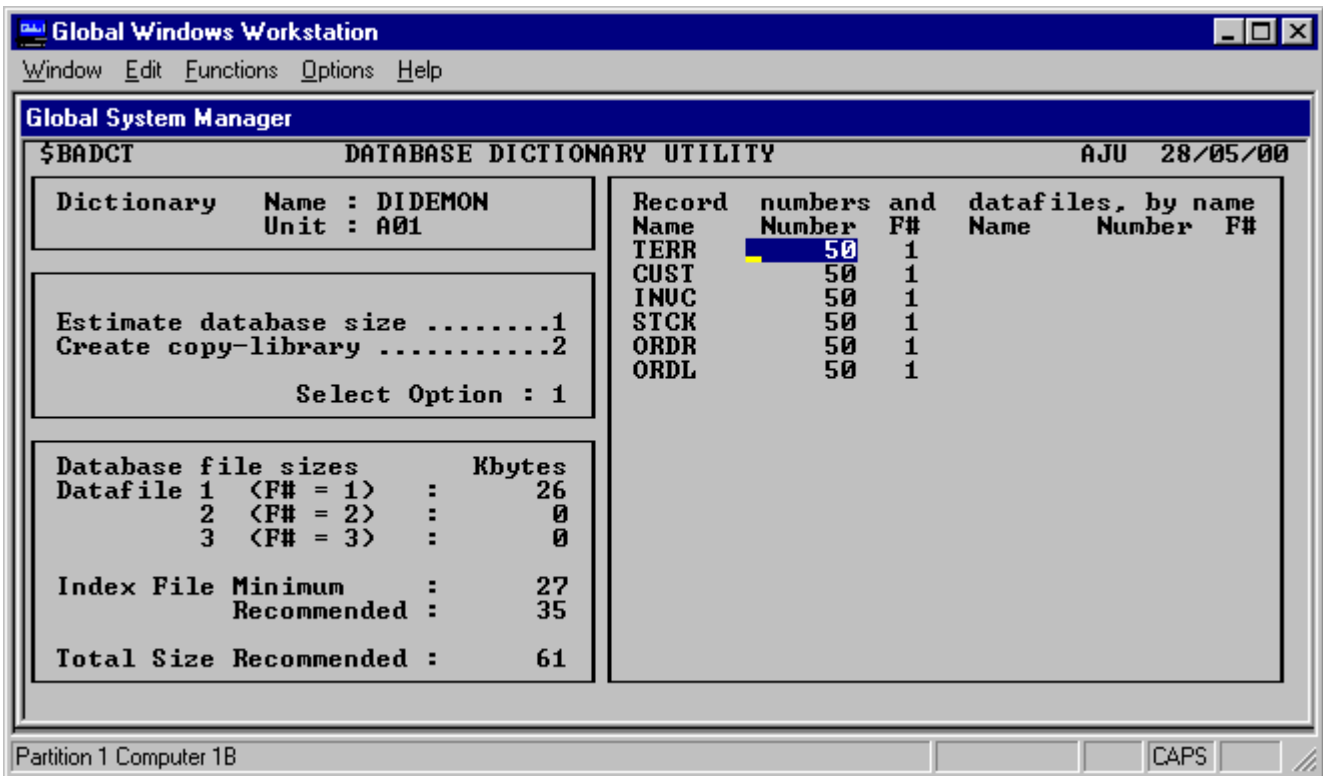 Global Windows Workstation
Window Edit Functions Options Help
Global System Manager
$BADCT DATABASE DICTIONARY UTILITY AJU 28/05/00
Dictionary Name : DIDEMON
Unit : A01
Estimate database size ........1
Create copy-library ...........2
Select Option : 1
Database file sizes Kbytes
Datafile 1 (F# = 1) : 26
2 (F# = 2) : 0
3 (F# = 3) : 0
Index File Minimum : 27
Recommended : 35
Total Size Recommended : 61
Record numbers and datafiles, by name
Name Number F# Name Number F#
TERR 50 1
CUST 50 1
INVC 50 1
STCK 50 1
ORDR 50 1
ORDL 50 1
Partition 1 Computer 1B CAPS